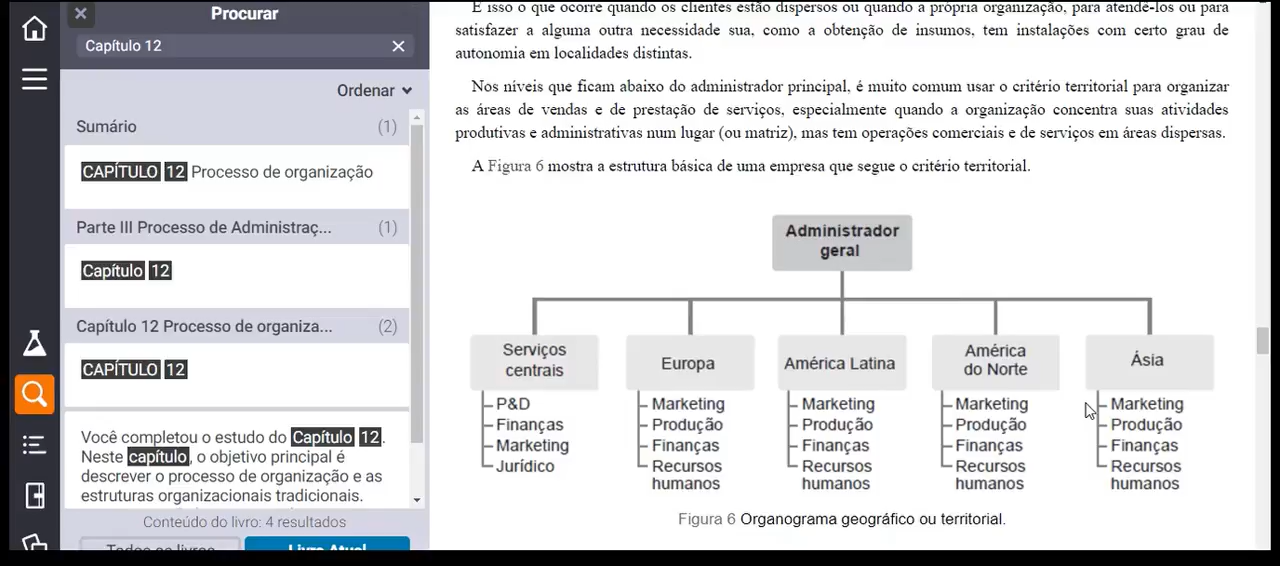 Procurar
Capítulo 12
Ordenar
Sumário (1)
CAPÍTULO 12 Processo de organização
Parte III Processo de Administraç... (1)
Capítulo 12
Capítulo 12 Processo de organiza... (2)
CAPÍTULO 12
Você completou o estudo do Capítulo 12.
Neste capítulo, o objetivo principal é
descrever o processo de organização e as
estruturas organizacionais tradicionais.
Conteúdo do livro: 4 resultados
Todos os livros Livro Atual
É isso o que ocorre quando os clientes estão dispersos ou quando a própria organização, para atendê-los ou para
satisfazer a alguma outra necessidade sua, como a obtenção de insumos, tem instalações com certo grau de
autonomia em localidades distintas.
Nos níveis que ficam abaixo do administrador principal, é muito comum usar o critério territorial para organizar
as áreas de vendas e de prestação de serviços, especialmente quando a organização concentra suas atividades
produtivas e administrativas num lugar (ou matriz), mas tem operações comerciais e de serviços em áreas dispersas.
A Figura 6 mostra a estrutura básica de uma empresa que segue o critério territorial.
Administrador
geral
Serviços
centrais
P&D
Finanças
Marketing
Jurídico
Europa
Marketing
Produção
Finanças
Recursos
humanos
América Latina
Marketing
Produção
Finanças
Recursos
humanos
América
do Norte
Marketing
Produção
Finanças
Recursos
humanos
Ásia
Marketing
Produção
Finanças
Recursos
humanos
Figura 6 Organograma geográfico ou territorial.